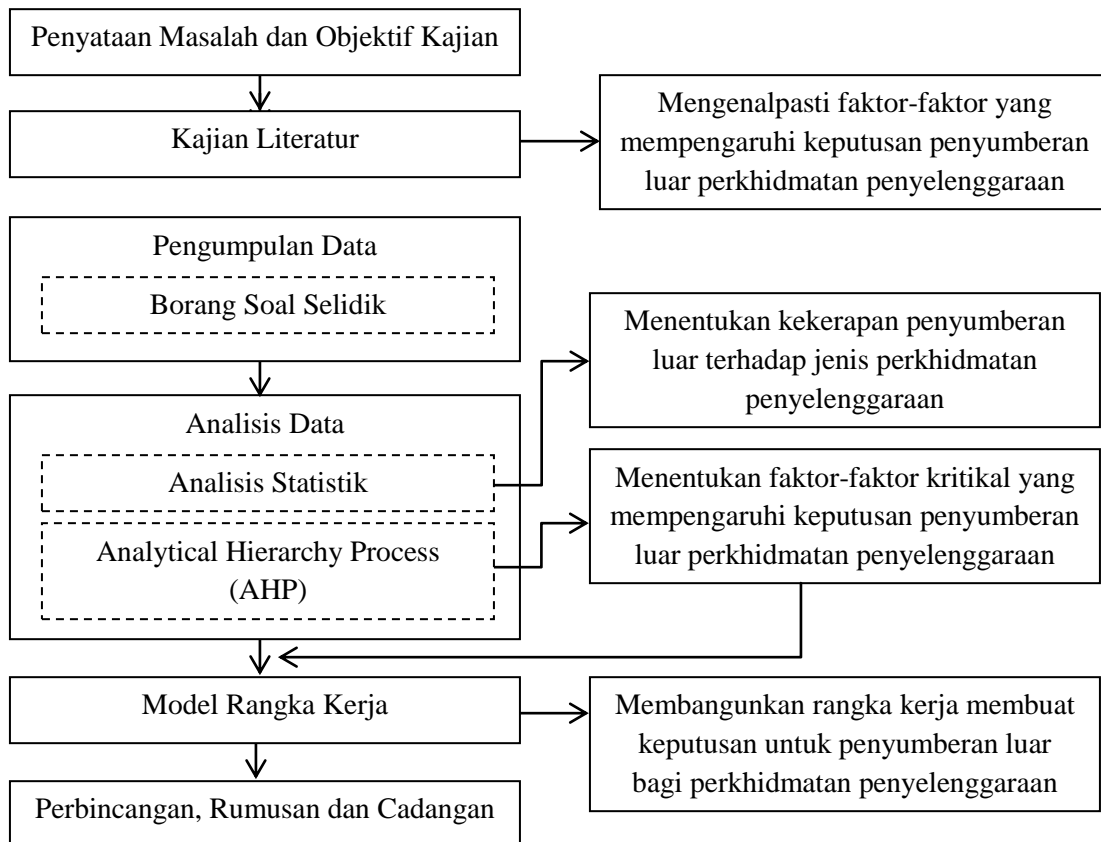 Penyataan Masalah dan Objektif Kajian
Kajian Literatur
Mengenalpasti faktor-faktor yang
mempengaruhi keputusan penyumberan
luar perkhidmatan penyelenggaraan
Pengumpulan Data
Borang Soal Selidik
Menentukan kekerapan penyumberan
luar terhadap jenis perkhidmatan
penyelenggaraan
Analisis Data
Analisis Statistik
Analytical Hierarchy Process
(AHP)
Menentukan faktor-faktor kritikal yang
mempengaruhi keputusan penyumberan
luar perkhidmatan penyelenggaraan
Model Rangka Kerja
Membangunkan rangka kerja membuat
keputusan untuk penyumberan luar
bagi perkhidmatan penyelenggaraan
Perbincangan, Rumusan dan Cadangan